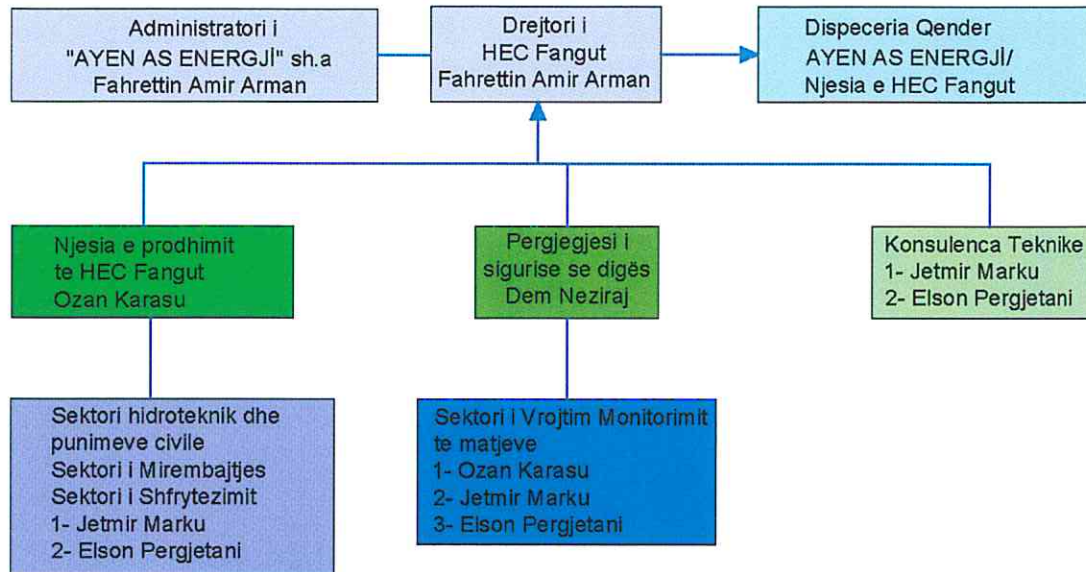 Administratori i
"AYEN AS ENERGJİ" sh.a
Fahrettin Amir Arman
Drejtori i
HEC Fangut
Fahrettin Amir Arman
Dispeceria Qender
AYEN AS ENERGJİ/
Njesia e HEC Fangut
Njesia e prodhimit
te HEC Fangut
Ozan Karasu
Pergjegjesi i
sigurise se digës
Dem Neziraj
Konsulenca Teknike
1- Jetmir Marku
2- Elson Pergjetani
Sektori hidroteknik dhe
punimeve civile
Sektori i Mirembajtjes
Sektori i Shfrytezimit
1- Jetmir Marku
2- Elson Pergjetani
Sektori i Vrojtim Monitorimit
te matjeve
1- Ozan Karasu
2- Jetmir Marku
3- Elson Pergjetani